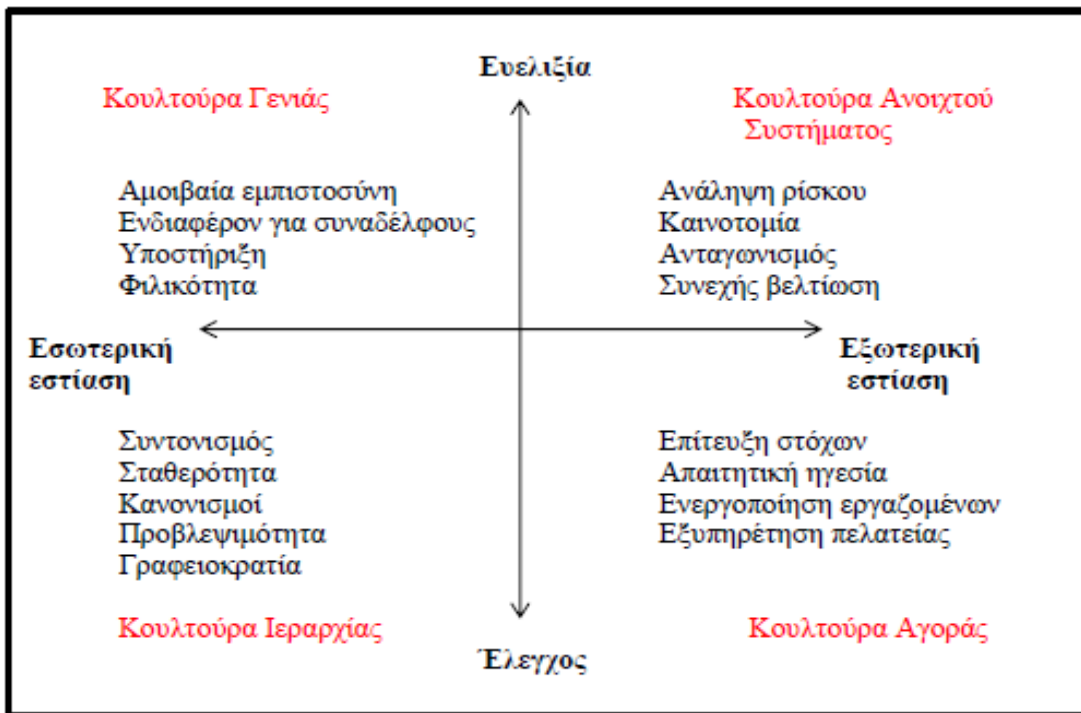 Ευελιξία
Κουλτούρα Γενιάς
Κουλτούρα Ανοιχτού
Συστήματος
Αμοιβαία εμπιστοσύνη
Ενδιαφέρον για συναδέλφους
Υποστήριξη
Φιλικότητα
Ανάληψη ρίσκου
Καινοτομία
Ανταγωνισμός
Συνεχής βελτίωση
Εσωτερική
εστίαση
Εξωτερική
εστίαση
Συντονισμός
Σταθερότητα
Κανονισμοί
Προβλεψιμότητα
Γραφειοκρατία
Επίτευξη στόχων
Απαιτητική ηγεσία
Ενεργοποίηση εργαζομένων
Εξυπηρέτηση πελατείας
Κουλτούρα Ιεραρχίας
Κουλτούρα Αγοράς
Έλεγχος